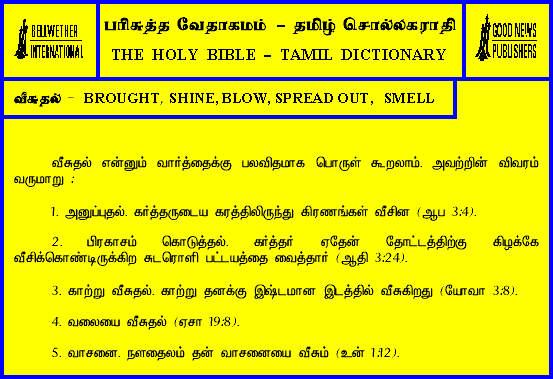 BELLWETHER
INTERNATIONAL
பரிசுத்த வேதாகமம் – தமிழ் சொல்லகராதி
THE HOLY BIBLE – TAMIL DICTIONARY
GOOD NEWS
PUBLISHERS
வீசுதல் – BROUGHT, SHINE, BLOW, SPREAD OUT, SMELL
வீசுதல் என்னும் வார்த்தைக்கு பலவிதமாக பொருள் கூறலாம். அவற்றின் விவரம்
வருமாறு :
1. அனுப்புதல். கர்த்தருடைய கரத்திலிருந்து கிரணங்கள் வீசின (ஆப 3:4).
2. பிரகாசம் கொடுத்தல். கர்த்தர் ஏதேன் தோட்டத்திற்கு கிழக்கே
வீசிக்கொண்டிருக்கிற சுடரொளி பட்டயத்தை வைத்தார் (ஆதி 3:24).
3. காற்று வீசுதல். காற்று தனக்கு இஷ்டமான இடத்தில் வீசுகிறது (யோவா 3:8).
4. வலையை வீசுதல் (ஏசா 19:8).
5. வாசனை. நளதைலம் தன் வாசனையை வீசும் (உன் 1:12).